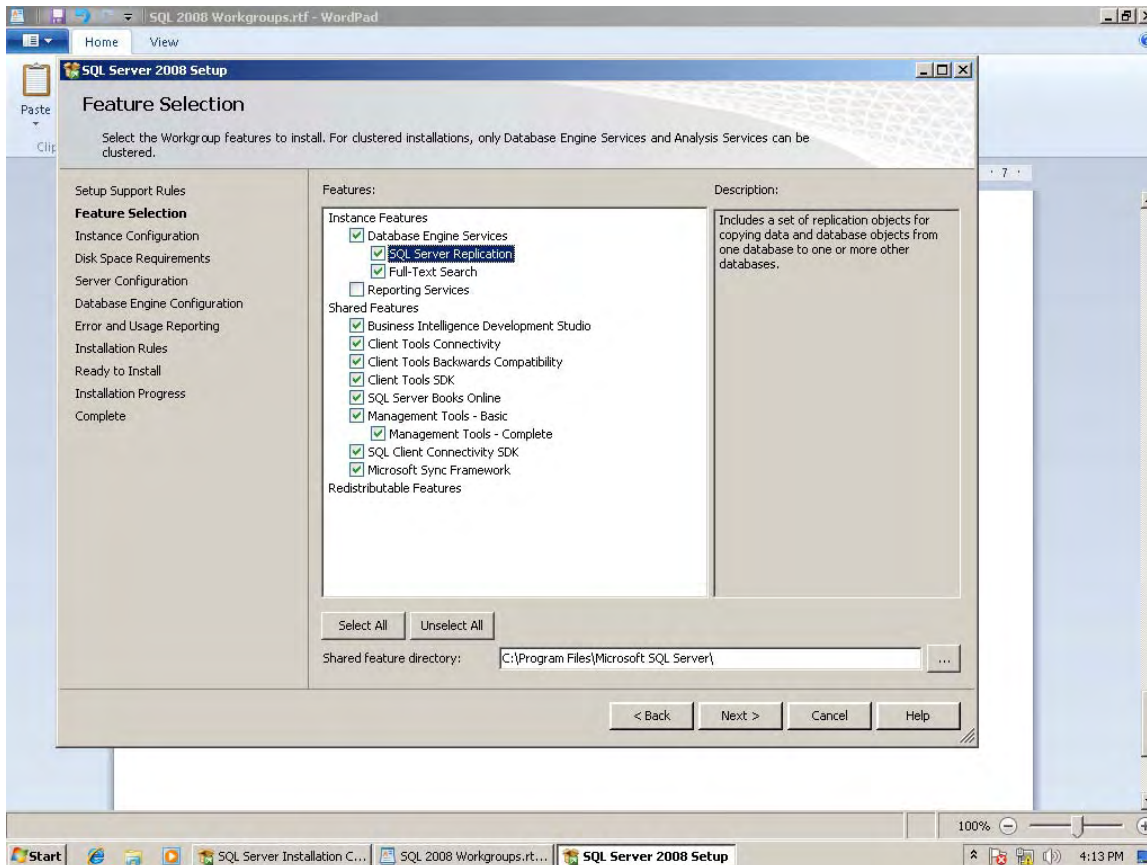 SQL 2008 Workgroups.rtf - WordPad
Home View
Paste
Clip
SQL Server 2008 Setup
Feature Selection
Select the Workgroup features to install. For clustered installations, only Database Engine Services and Analysis Services can be
clustered.
Setup Support Rules
Feature Selection
Instance Configuration
Disk Space Requirements
Server Configuration
Database Engine Configuration
Error and Usage Reporting
Installation Rules
Ready to Install
Installation Progress
Complete
Features:
Instance Features
Database Engine Services
SQL Server Replication
Full-Text Search
Reporting Services
Shared Features
Business Intelligence Development Studio
Client Tools Connectivity
Client Tools Backwards Compatibility
Client Tools SDK
SQL Server Books Online
Management Tools - Basic
Management Tools - Complete
SQL Client Connectivity SDK
Microsoft Sync Framework
Redistributable Features
Description:
Includes a set of replication objects for
copying data and database objects from
one database to one or more other
databases.
7
Select All Unselect All
Shared feature directory: C:\Program Files\Microsoft SQL Server\ ...
< Back Next > Cancel Help
100%
Start SQL Server Installation C... SQL 2008 Workgroups.rt... SQL Server 2008 Setup 4:13 PM